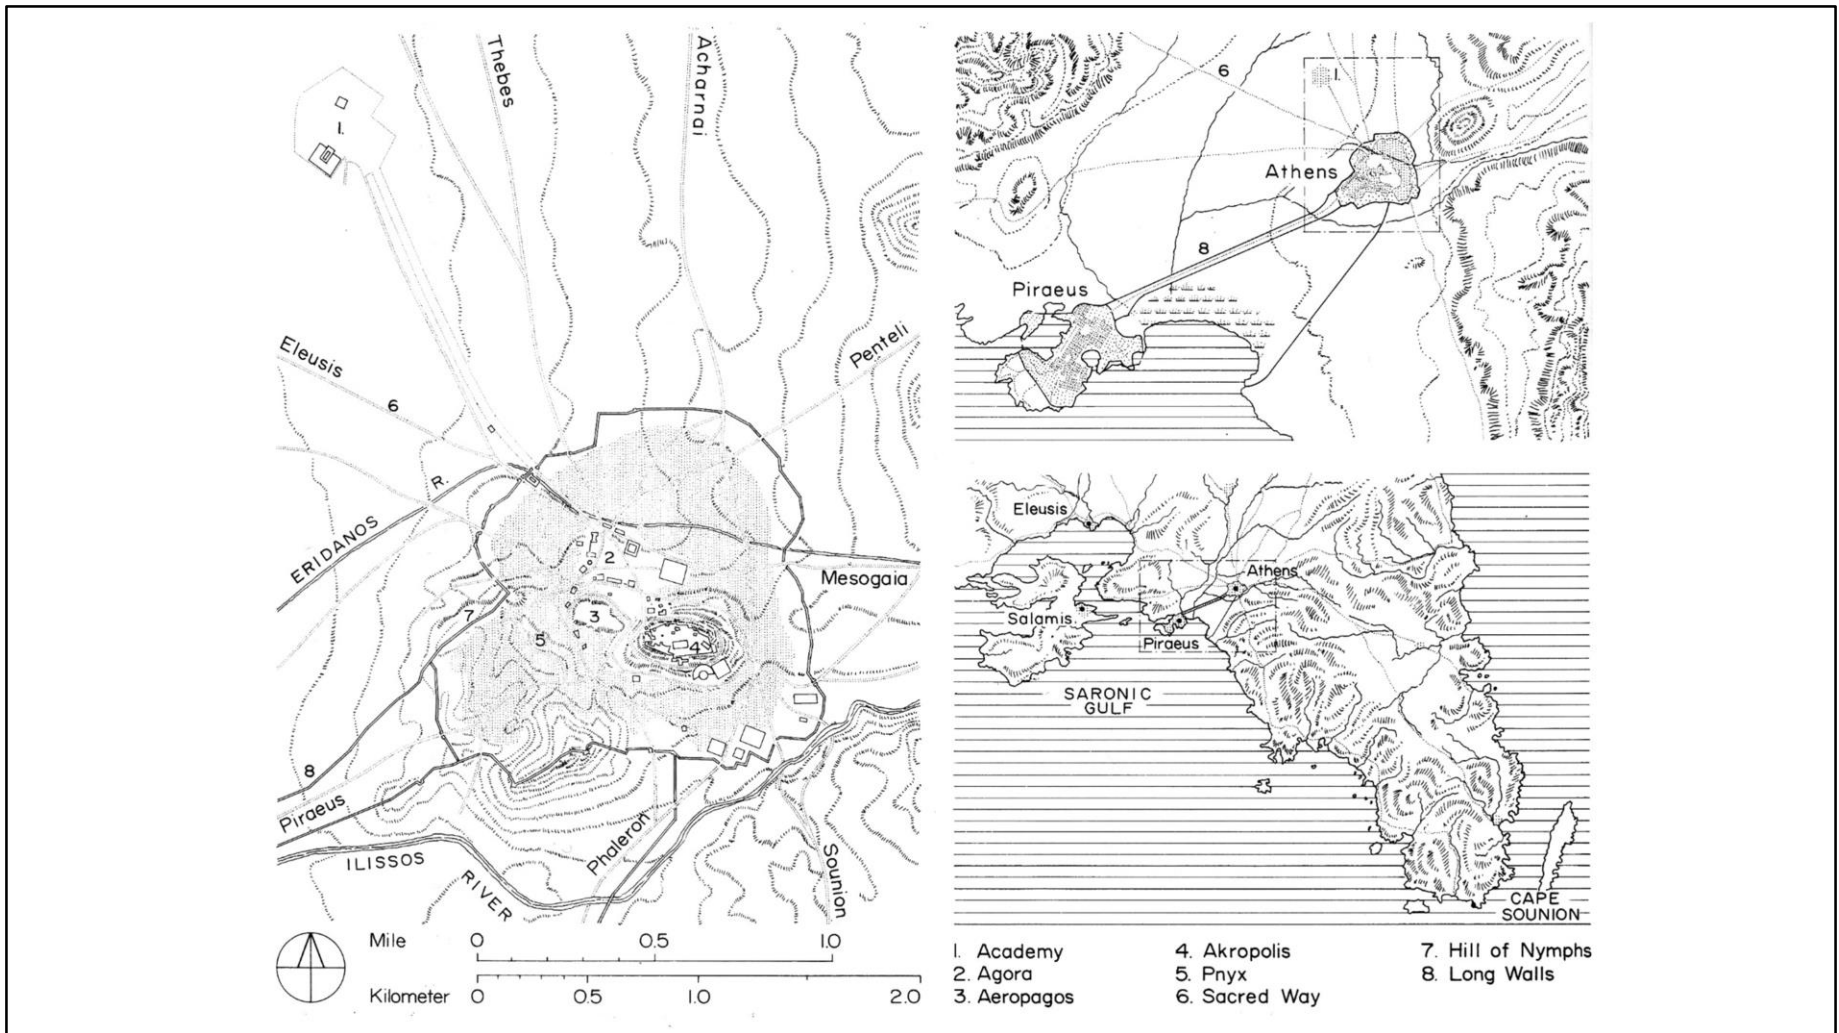 Thebes
Acharnai
1.
Eleusis
6
Penteli
R.
ERIDANOS
2
Mesogaia
7
3
5
4
8
Piraeus
ILISSOS
RIVER
Phaleron
Sounion
Mile 0 0.5 1.0
Kilometer 0 0.5 1.0 2.0
6
1.
Athens
8
Piraeus
Eleusis
Athens
Salamis.
Piraeus
SARONIC
GULF
CAPE
SOUNION
1. Academy
2. Agora
3. Aeropagos
4. Akropolis
5. Pnyx
6. Sacred Way
7. Hill of Nymphs
8. Long Walls